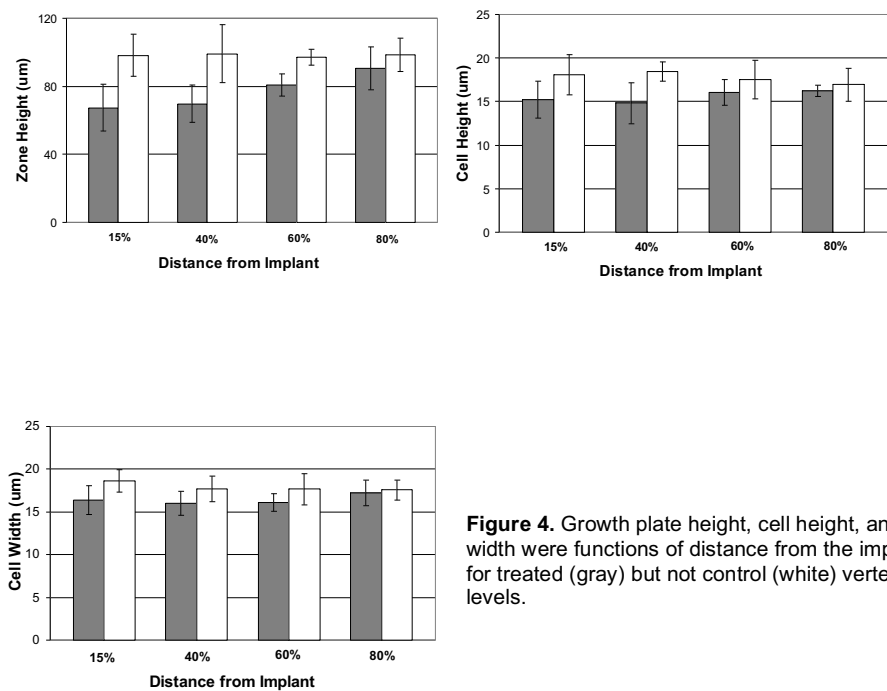 120
80
40
0
Zone Height (um)
15% 40% 60% 80%
Distance from Implant
25
20
15
10
5
0
Cell Height (um)
15% 40% 60% 80%
Distance from Implant
25
20
15
10
5
0
Cell Width (um)
15% 40% 60% 80%
Distance from Implant
Figure 4. Growth plate height, cell height, an
width were functions of distance from the imp
for treated (gray) but not control (white) verte
levels.